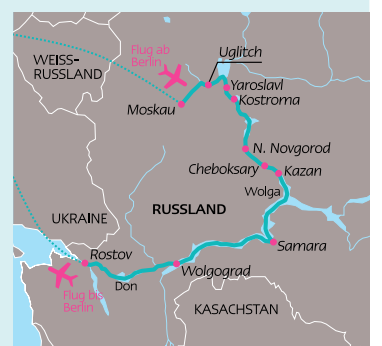 Flug ab
Berlin
Uglitch
WEISS-
RUSSLAND
Yaroslavl
Kostroma
Moskau
N. Novgorod
Cheboksary
Kazan
Wolga
RUSSLAND
UKRAINE
Samara
Rostov
Wolgograd
Don
Flug bis
Berlin
KASACHSTAN